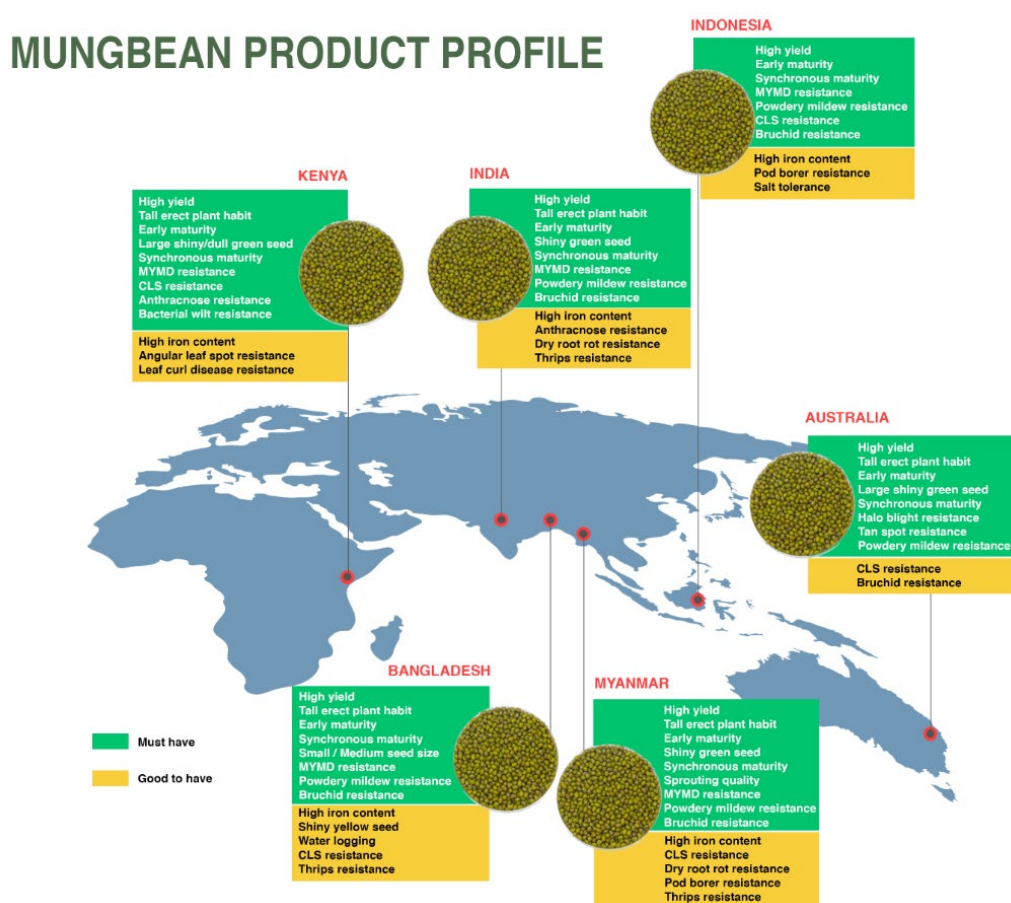 MUNGBEAN PRODUCT PROFILE
INDONESIA
High yield
Early maturity
Synchronous maturity
MYMD resistance
Powdery mildew resistance
CLS resistance
Bruchid resistance
High iron content
Pod borer resistance
Salt tolerance
KENYA
High yield
Tall erect plant habit
Early maturity
Large shiny/dull green seed
Synchronous maturity
MYMD resistance
CLS resistance
Anthracnose resistance
Bacterial wilt resistance
High iron content
Angular leaf spot resistance
Leaf curl disease resistance
INDIA
High yield
Tall erect plant habit
Early maturity
Shiny green seed
Synchronous maturity
MYMD resistance
Powdery mildew resistance
Bruchid resistance
High iron content
Anthracnose resistance
Dry root rot resistance
Thrips resistance
AUSTRALIA
High yield
Tall erect plant habit
Early maturity
Large shiny green seed
Synchronous maturity
Halo blight resistance
Tan spot resistance
Powdery mildew resistance
CLS resistance
Bruchid resistance
BANGLADESH
High yield
Tall erect plant habit
Early maturity
Synchronous maturity
Small / Medium seed size
MYMD resistance
Powdery mildew resistance
Bruchid resistance
High iron content
Shiny yellow seed
Water logging
CLS resistance
Thrips resistance
MYANMAR
High yield
Tall erect plant habit
Early maturity
Shiny green seed
Synchronous maturity
Sprouting quality
MYMD resistance
Powdery mildew resistance
Bruchid resistance
High iron content
CLS resistance
Dry root rot resistance
Pod borer resistance
Thrips resistance
Must have
Good to have